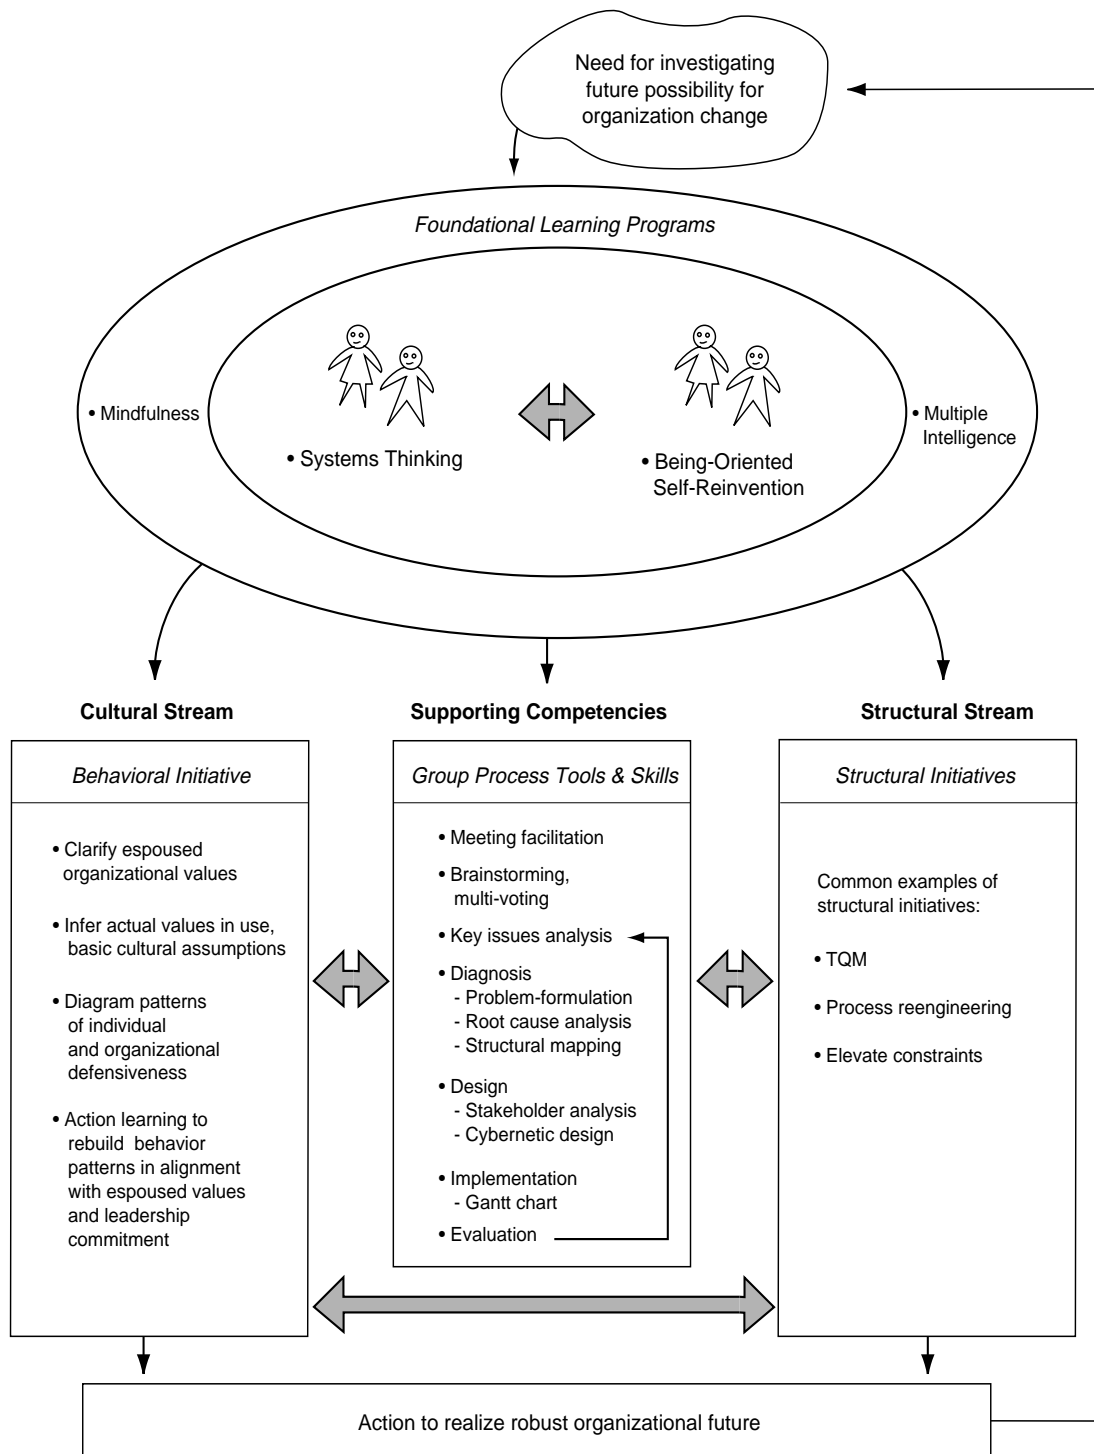 Need for investigating
future possibility for
organization change
Foundational Learning Programs
• Mindfulness
• Systems Thinking
• Being-Oriented
Self-Reinvention
• Multiple
Intelligence
Cultural Stream
Behavioral Initiative
• Clarify espoused
organizational values
• Infer actual values in use,
basic cultural assumptions
• Diagram patterns
of individual
and organizational
defensiveness
• Action learning to
rebuild behavior
patterns in alignment
with espoused values
and leadership
commitment
Supporting Competencies
Group Process Tools & Skills
• Meeting facilitation
• Brainstorming,
multi-voting
• Key issues analysis
• Diagnosis
- Problem-formulation
- Root cause analysis
- Structural mapping
• Design
- Stakeholder analysis
- Cybernetic design
• Implementation
- Gantt chart
• Evaluation
Structural Stream
Structural Initiatives
Common examples of
structural initiatives:
• TQM
• Process reengineering
• Elevate constraints
Action to realize robust organizational future